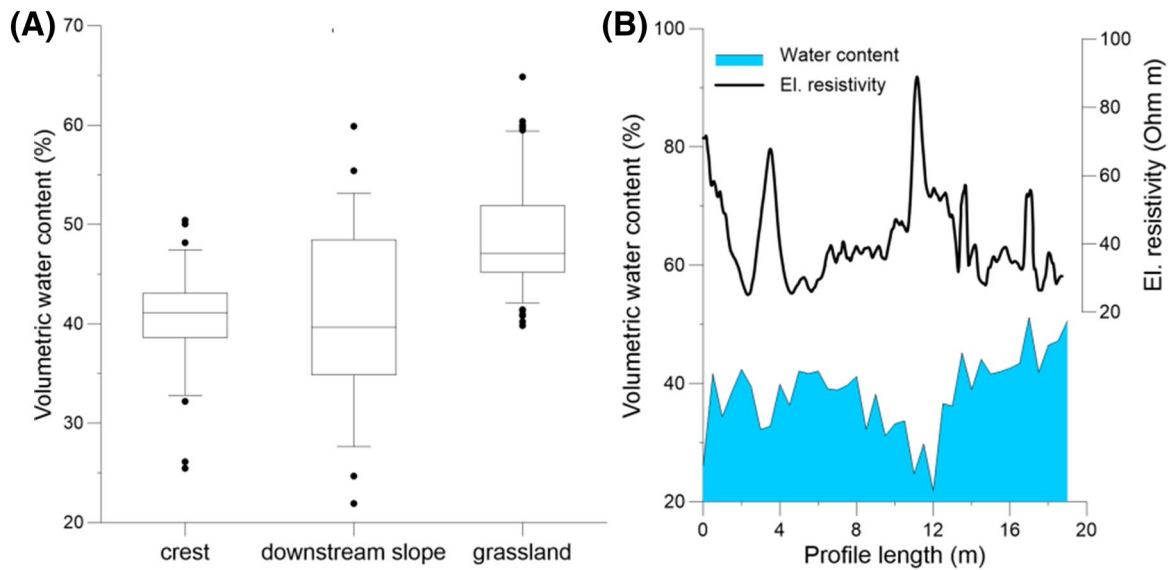 (A)
70
60
50
40
30
20
Volumetric water content (%)
crest
downstream slope
grassland
(B)
100
80
60
40
20
Volumetric water content (%)
Water content
El. resistivity
100
80
60
40
20
El. resistivity (Ohm m)
0
4
8
12
16
20
Profile length (m)